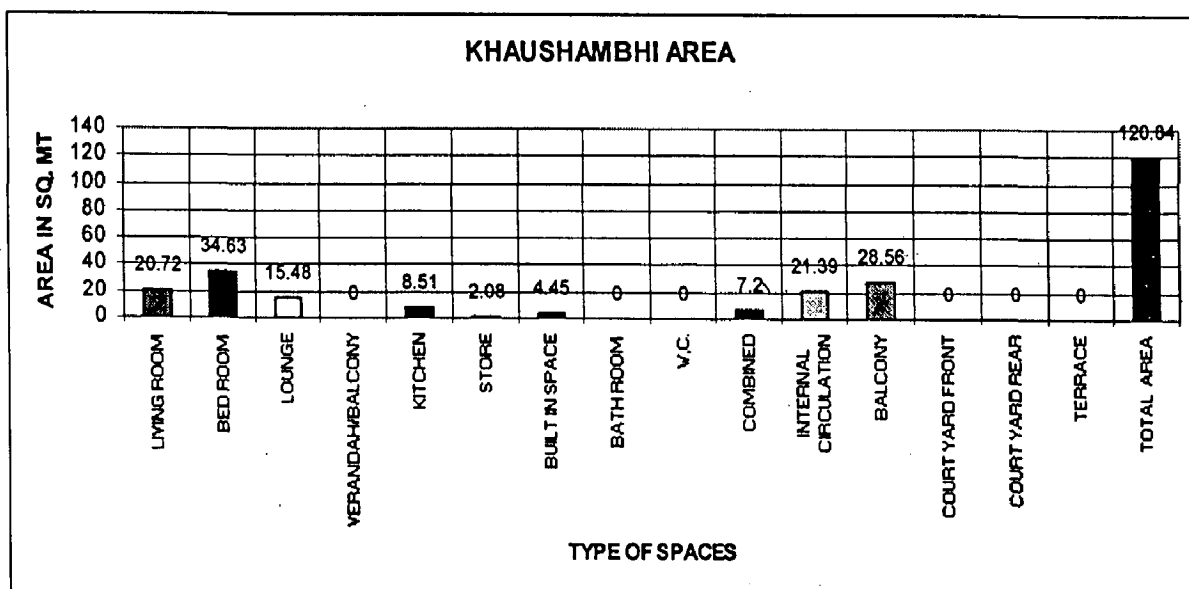 KHAUSHAMBHI AREA
AREA IN SQ. MT
140
120
100
80
60
40
20
0
20.72
34.63
15.48
0
8.51
2.08
4.45
0
0
7.2
21.39
28.56
0
0
0
120.84
LIVING ROOM
BED ROOM
LOUNGE
VERANDAH/BALCONY
KITCHEN
STORE
BUILT IN SPACE
BATH ROOM
W.C.
COMBINED
INTERNAL
CIRCULATION
BALCONY
COURT YARD FRONT
COURT YARD REAR
TERRACE
TOTAL AREA
TYPE OF SPACES